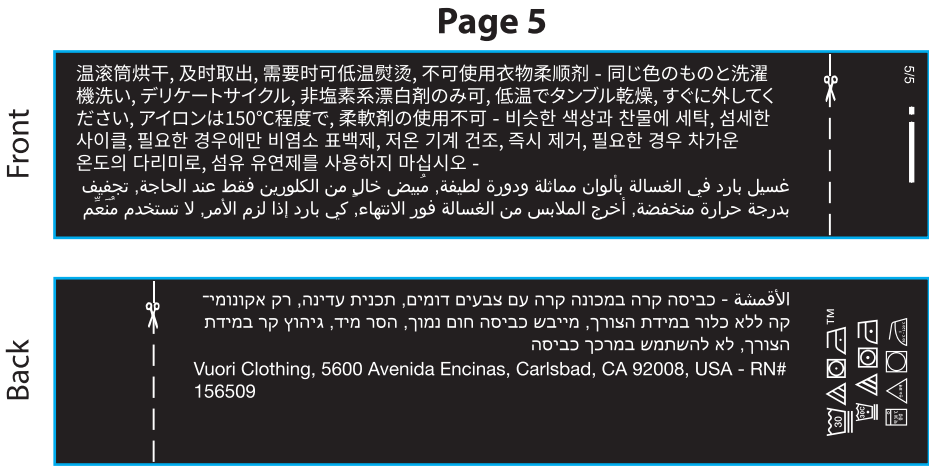 Page 5
Front
温滚筒烘干, 及时取出, 需要时可低温熨烫, 不可使用衣物柔顺剂 - 同じ色のものと洗濯
機洗い, デリケートサイクル, 非塩素系漂白剤のみ可, 低温でタンブル乾燥, すぐに外してく
ださい, アイロンは150℃程度で, 柔軟剤の使用不可 - 비슷한 색상과 찬물에 세탁, 섬세한
사이클, 필요한 경우에만 비염소 표백제, 저온 기계 건조, 즉시 제거, 필요한 경우 차가운
온도의 다리미로, 섬유 유연제를 사용하지 마십시오 -
غسيل بارد في الغسالة بألوان مماثلة ودورة لطيفة, مُبيض خالٍ من الكلورين فقط عند الحاجة, تجفيف
بدرجة حرارة منخفضة, أخرج الملابس من الغسالة فور الانتهاء, كي بارد إذا لزم الأمر, لا تستخدم مُنَعِّم
5/5
Back
الأقمشة - כביסה קרה במכונה קרה עם צבעים דומים, תכנית עדינה, רק אקונומי־
קה ללא כלור במידת הצורך, מייבש כביסה חום נמוך, הסר מיד, גיהוץ קר במידת
הצורך, לא להשתמש במרכך כביסה
Vuori Clothing, 5600 Avenida Encinas, Carlsbad, CA 92008, USA - RN#
156509
TM
30